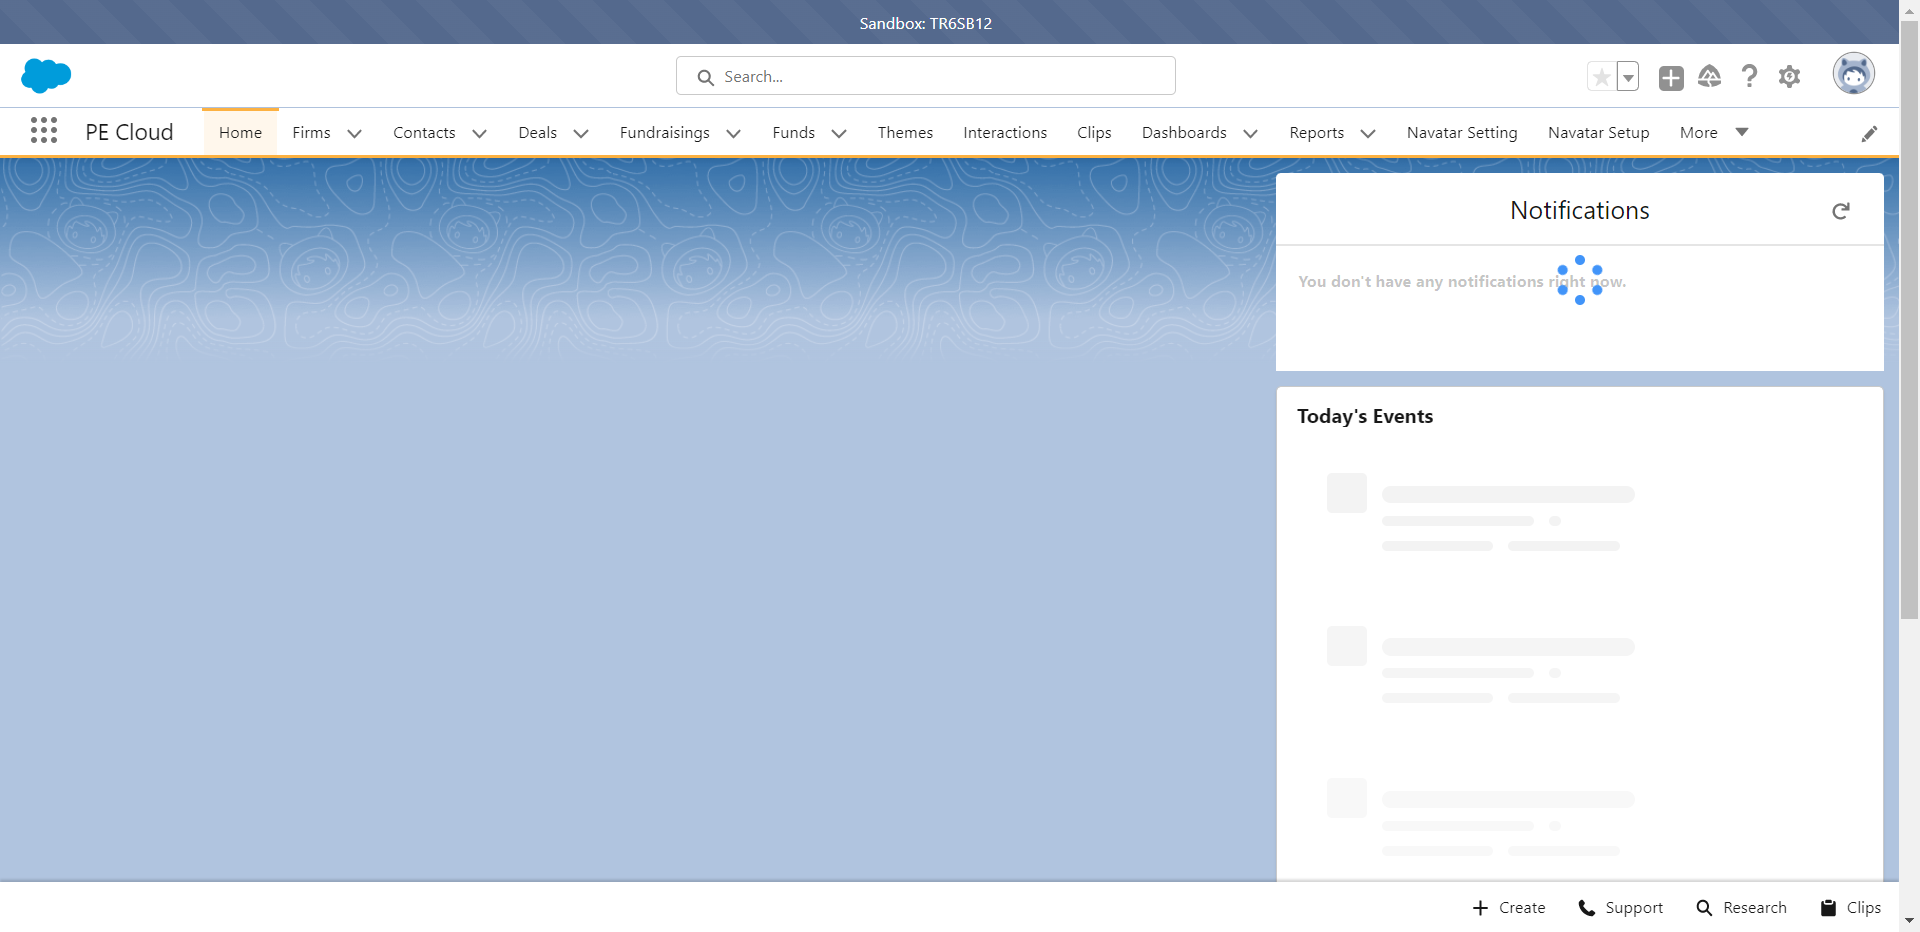 Sandbox: TR6SB12
Search...
PE Cloud
Home
Firms
Contacts
Deals
Fundraisings
Funds
Themes
Interactions
Clips
Dashboards
Reports
Navatar Setting
Navatar Setup
More
Notifications
You don't have any notifications right now.
Today's Events
Create
Support
Research
Clips